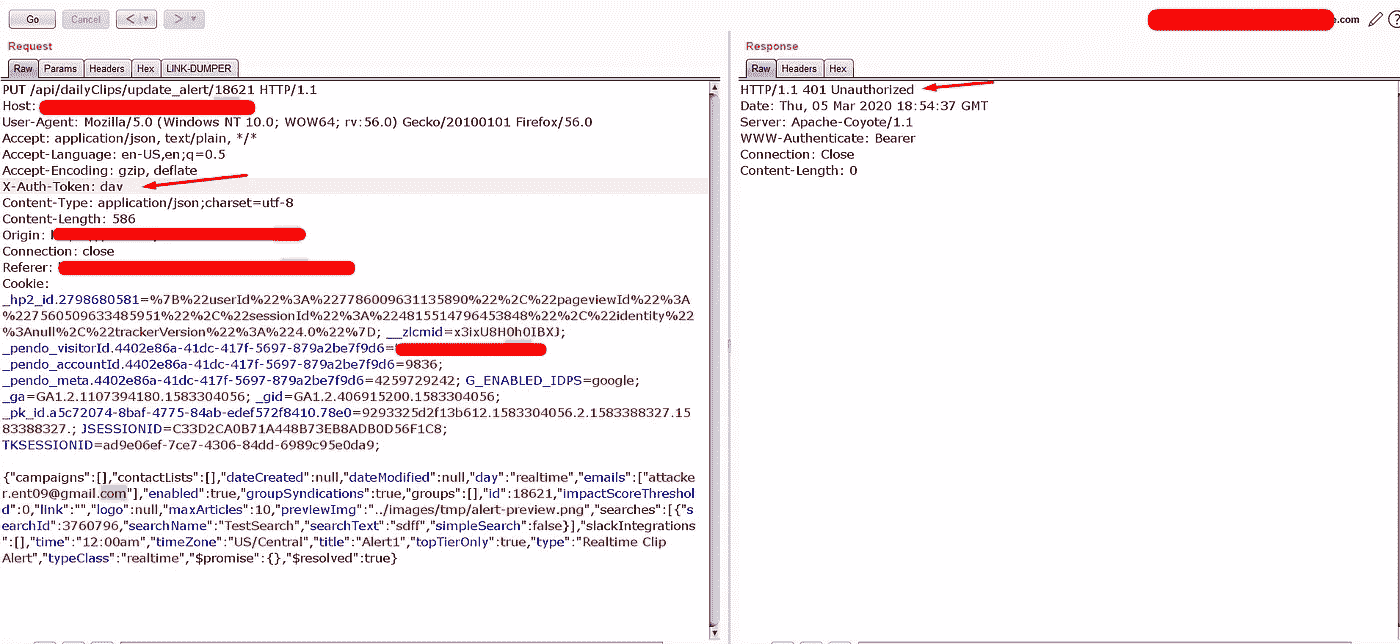 Go Cancel < >
.com ?
Request
Raw Params Headers Hex LINK-DUMPER
PUT /api/dailyClips/update_alert/18621 HTTP/1.1
Host:
User-Agent: Mozilla/5.0 (Windows NT 10.0; WOW64; rv:56.0) Gecko/20100101 Firefox/56.0
Accept: application/json, text/plain, */*
Accept-Language: en-US,en;q=0.5
Accept-Encoding: gzip, deflate
X-Auth-Token: dav
Content-Type: application/json;charset=utf-8
Content-Length: 586
Origin:
Connection: close
Referer:
Cookie:
_hp2_id.2798680581=%7B%22userId%22%3A%227786009631135890%22%2C%22pageviewId%22%3A
%227560509633485951%22%2C%22sessionId%22%3A%224815514796453848%22%2C%22identity%22
%3Anull%2C%22trackerVersion%22%3A%224.0%22%7D; __zlcmid=x3ixU8H0h0IBXJ;
_pendo_visitorId.4402e86a-41dc-417f-5697-879a2be7f9d6=
_pendo_accountId.4402e86a-41dc-417f-5697-879a2be7f9d6=9836;
_pendo_meta.4402e86a-41dc-417f-5697-879a2be7f9d6=4259729242; G_ENABLED_IDPS=google;
_ga=GA1.2.1107394180.1583304056; _gid=GA1.2.406915200.1583304056;
_pk_id.a5c72074-8baf-4775-84ab-edef572f8410.78e0=9293325d2f13b612.1583304056.2.1583388327.15
83388327.; JSESSIONID=C33D2CA0B71A448B73EB8ADB0D56F1C8;
TKSESSIONID=ad9e06ef-7ce7-4306-84dd-6989c95e0da9;
{"campaigns":[],"contactLists":[],"dateCreated":null,"dateModified":null,"day":"realtime","emails":["attacke
r.ent09@gmail.com"],"enabled":true,"groupSyndications":true,"groups":[],"id":18621,"impactScoreThreshol
d":0,"link":"","logo":null,"maxArticles":10,"previewImg":"../images/tmp/alert-preview.png","searches":[{"s
earchId":3760796,"searchName":"TestSearch","searchText":"sdff","simpleSearch":false}],"slackIntegrations
":[],"time":"12:00am","timeZone":"US/Central","title":"Alert1","topTierOnly":true,"type":"Realtime Clip
Alert","typeClass":"realtime","$promise":{},"$resolved":true}
Response
Raw Headers Hex
HTTP/1.1 401 Unauthorized
Date: Thu, 05 Mar 2020 18:54:37 GMT
Server: Apache-Coyote/1.1
WWW-Authenticate: Bearer
Connection: Close
Content-Length: 0